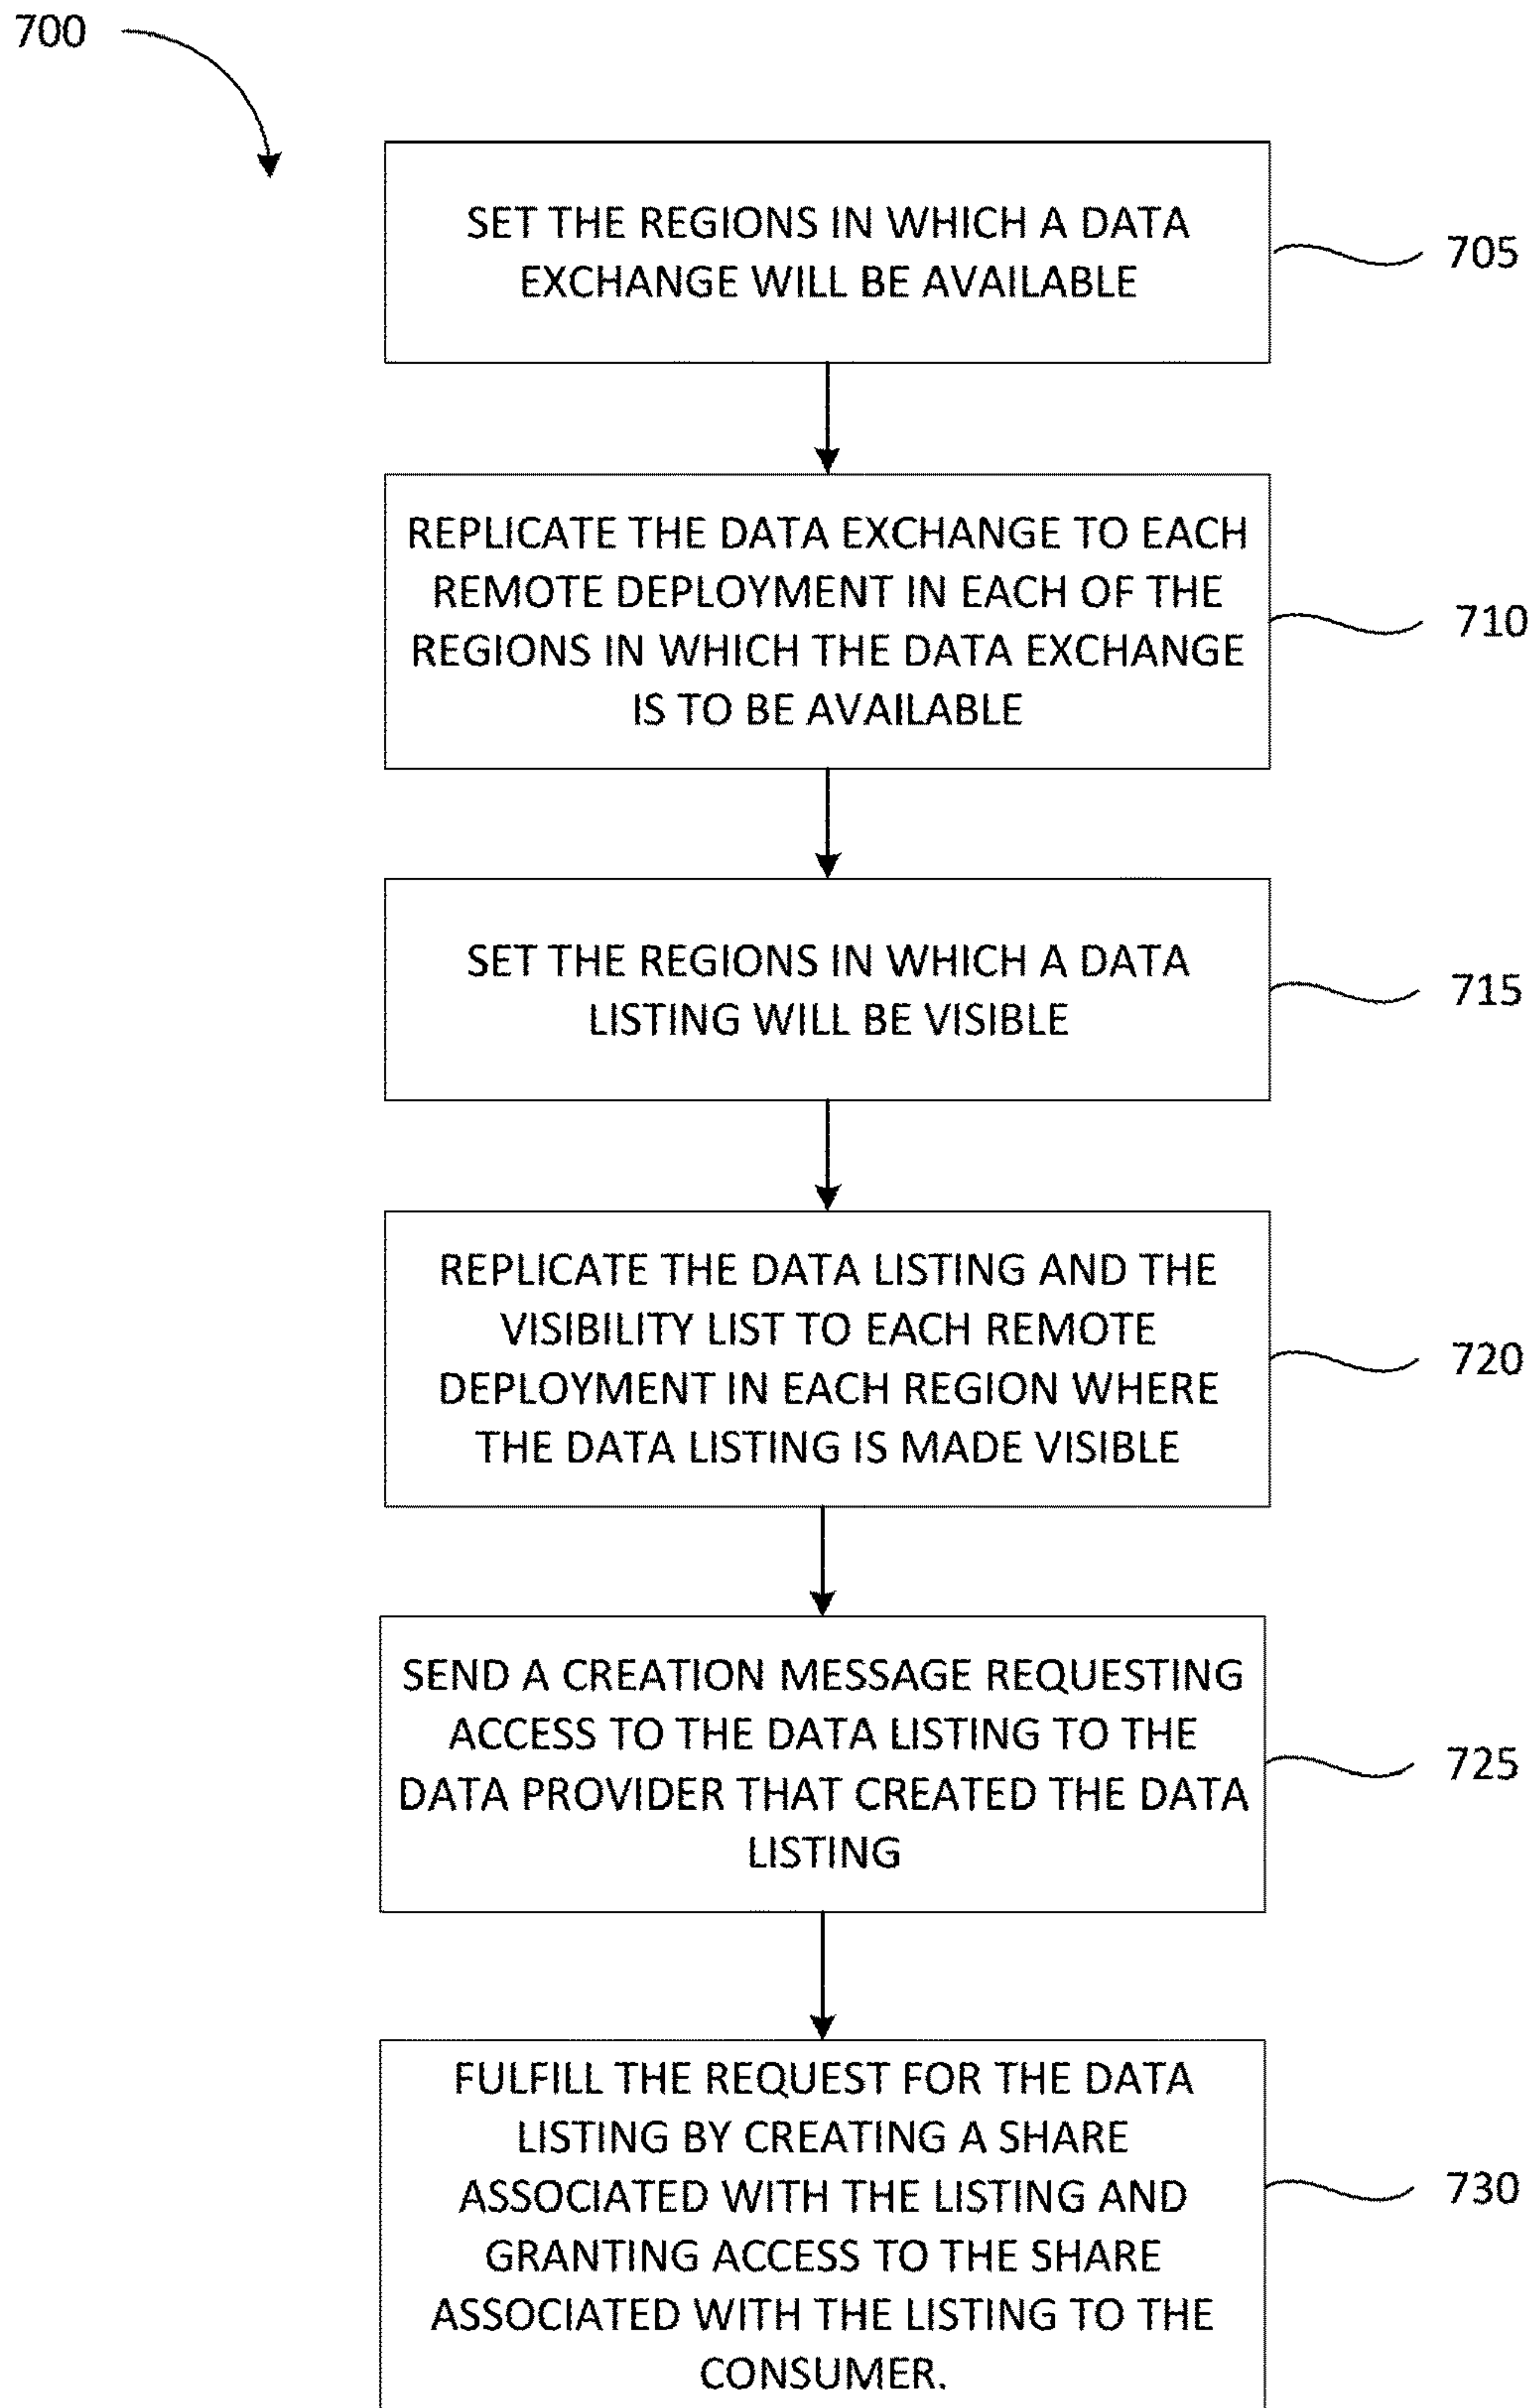 700
SET THE REGIONS IN WHICH A DATA
EXCHANGE WILL BE AVAILABLE
705
REPLICATE THE DATA EXCHANGE TO EACH
REMOTE DEPLOYMENT IN EACH OF THE
REGIONS IN WHICH THE DATA EXCHANGE
IS TO BE AVAILABLE
710
SET THE REGIONS IN WHICH A DATA
LISTING WILL BE VISIBLE
715
REPLICATE THE DATA LISTING AND THE
VISIBILITY LIST TO EACH REMOTE
DEPLOYMENT IN EACH REGION WHERE
THE DATA LISTING IS MADE VISIBLE
720
SEND A CREATION MESSAGE REQUESTING
ACCESS TO THE DATA LISTING TO THE
DATA PROVIDER THAT CREATED THE DATA
LISTING
725
FULFILL THE REQUEST FOR THE DATA
LISTING BY CREATING A SHARE
ASSOCIATED WITH THE LISTING AND
GRANTING ACCESS TO THE SHARE
ASSOCIATED WITH THE LISTING TO THE
CONSUMER.
730